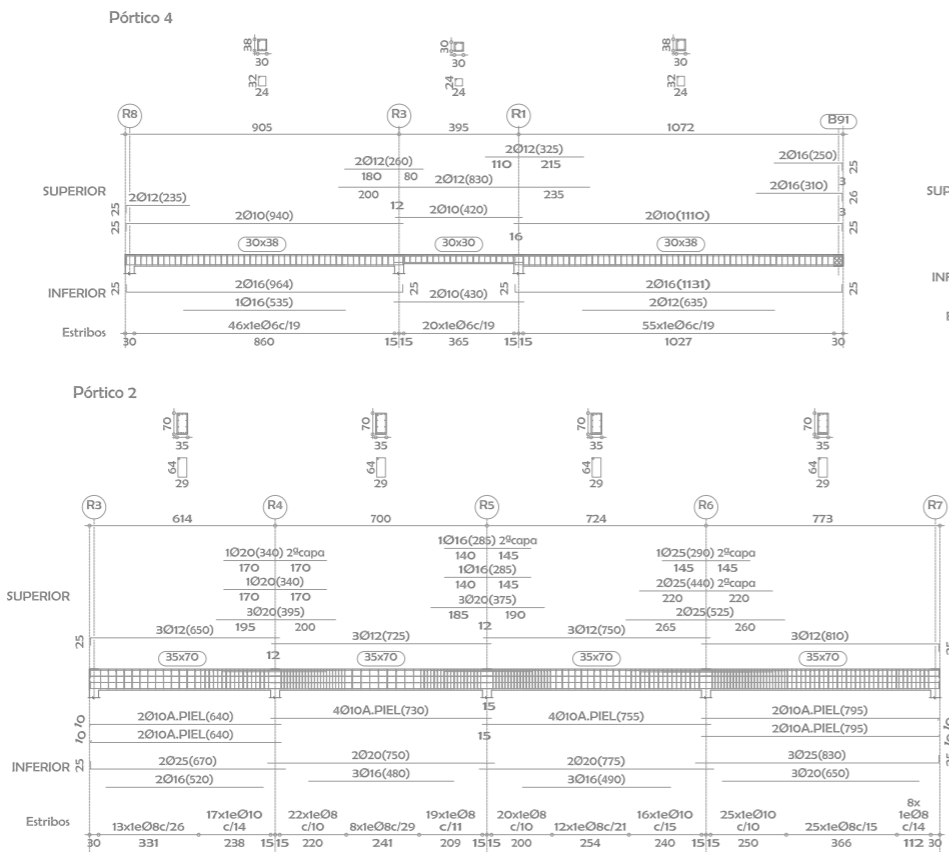 Pórtico 4
38 30 38
30 30 30
32 24 32
24 24 24
R8 R3 R1 B91
905 395 1072
2Ø12(325)
110 215
2Ø12(260) 2Ø16(250)
180 80 25
SUPERIOR 2Ø12(830) 3
200 235
2Ø12(235) 2Ø16(310) 26
25 12 2Ø10(420) 3
25 2Ø10(940) 2Ø10(1110) 25
16
30x38 30x30 30x38
INFERIOR 25 2Ø16(964) 25 2Ø10(430) 25 2Ø16(1131) 25
1Ø16(535) 2Ø12(635)
Estribos 46x1eØ6c/19 20x1eØ6c/19 55x1eØ6c/19
30 860 15 15 365 15 15 1027 30
SUP
INF
E
Pórtico 2
70 70 70 70
35 35 35 35
64 64 64 64
29 29 29 29
R3 R4 R5 R6 R7
614 700 724 773
1Ø20(340) 2ªcapa 1Ø16(285) 2ªcapa 1Ø25(290) 2ªcapa
170 170 140 145 145 145
1Ø20(340) 1Ø16(285) 2Ø25(440) 2ªcapa
170 170 140 145 220 220
SUPERIOR 3Ø20(395) 3Ø20(375) 2Ø25(525)
195 200 185 190 265 260
12
25 3Ø12(650) 3Ø12(725) 3Ø12(750) 3Ø12(810) 25
12
35x70 35x70 35x70 35x70
15
10 2Ø10A.PIEL(640) 4Ø10A.PIEL(730) 4Ø10A.PIEL(755) 2Ø10A.PIEL(795) 10
10 2Ø10A.PIEL(640) 15 2Ø10A.PIEL(795) 10
INFERIOR 25 2Ø25(670) 2Ø20(750) 2Ø20(775) 3Ø25(830) 25
2Ø16(520) 3Ø16(480) 3Ø16(490) 3Ø20(650)
Estribos 13x1eØ8c/26 17x1eØ10 c/14 22x1eØ8 c/10 8x1eØ8c/29 19x1eØ8 c/11 20x1eØ8 c/10 12x1eØ8c/21 16x1eØ10 c/15 25x1eØ10 c/10 25x1eØ8c/15 8x 1eØ8 c/14
30 331 238 15 15 220 241 209 15 15 200 254 240 15 15 250 366 112 30